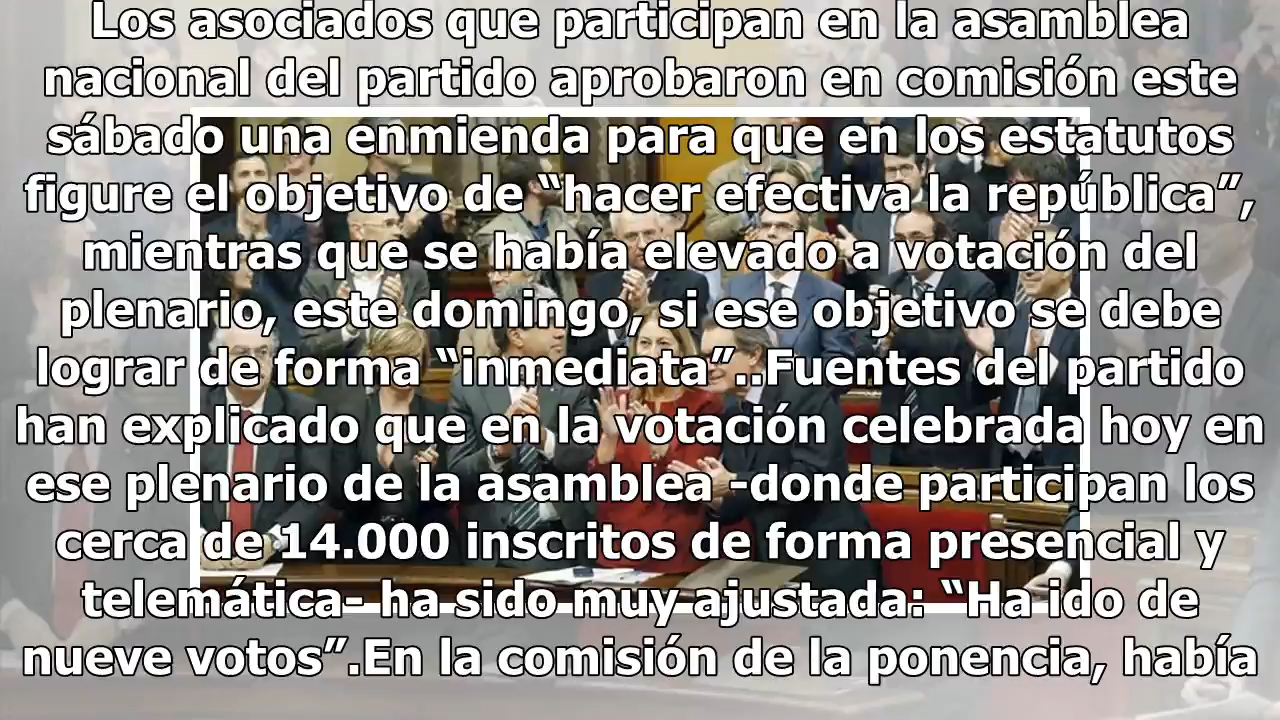 Los asociados que participan en la asamblea
nacional del partido aprobaron en comisión este
sábado una enmienda para que en los estatutos
figure el objetivo de “hacer efectiva la república”,
mientras que se había elevado a votación del
plenario, este domingo, si ese objetivo se debe
lograr de forma “inmediata”..Fuentes del partido
han explicado que en la votación celebrada hoy en
ese plenario de la asamblea -donde participan los
cerca de 14.000 inscritos de forma presencial y
telemática- ha sido muy ajustada: “Ha ido de
nueve votos”.En la comisión de la ponencia, había